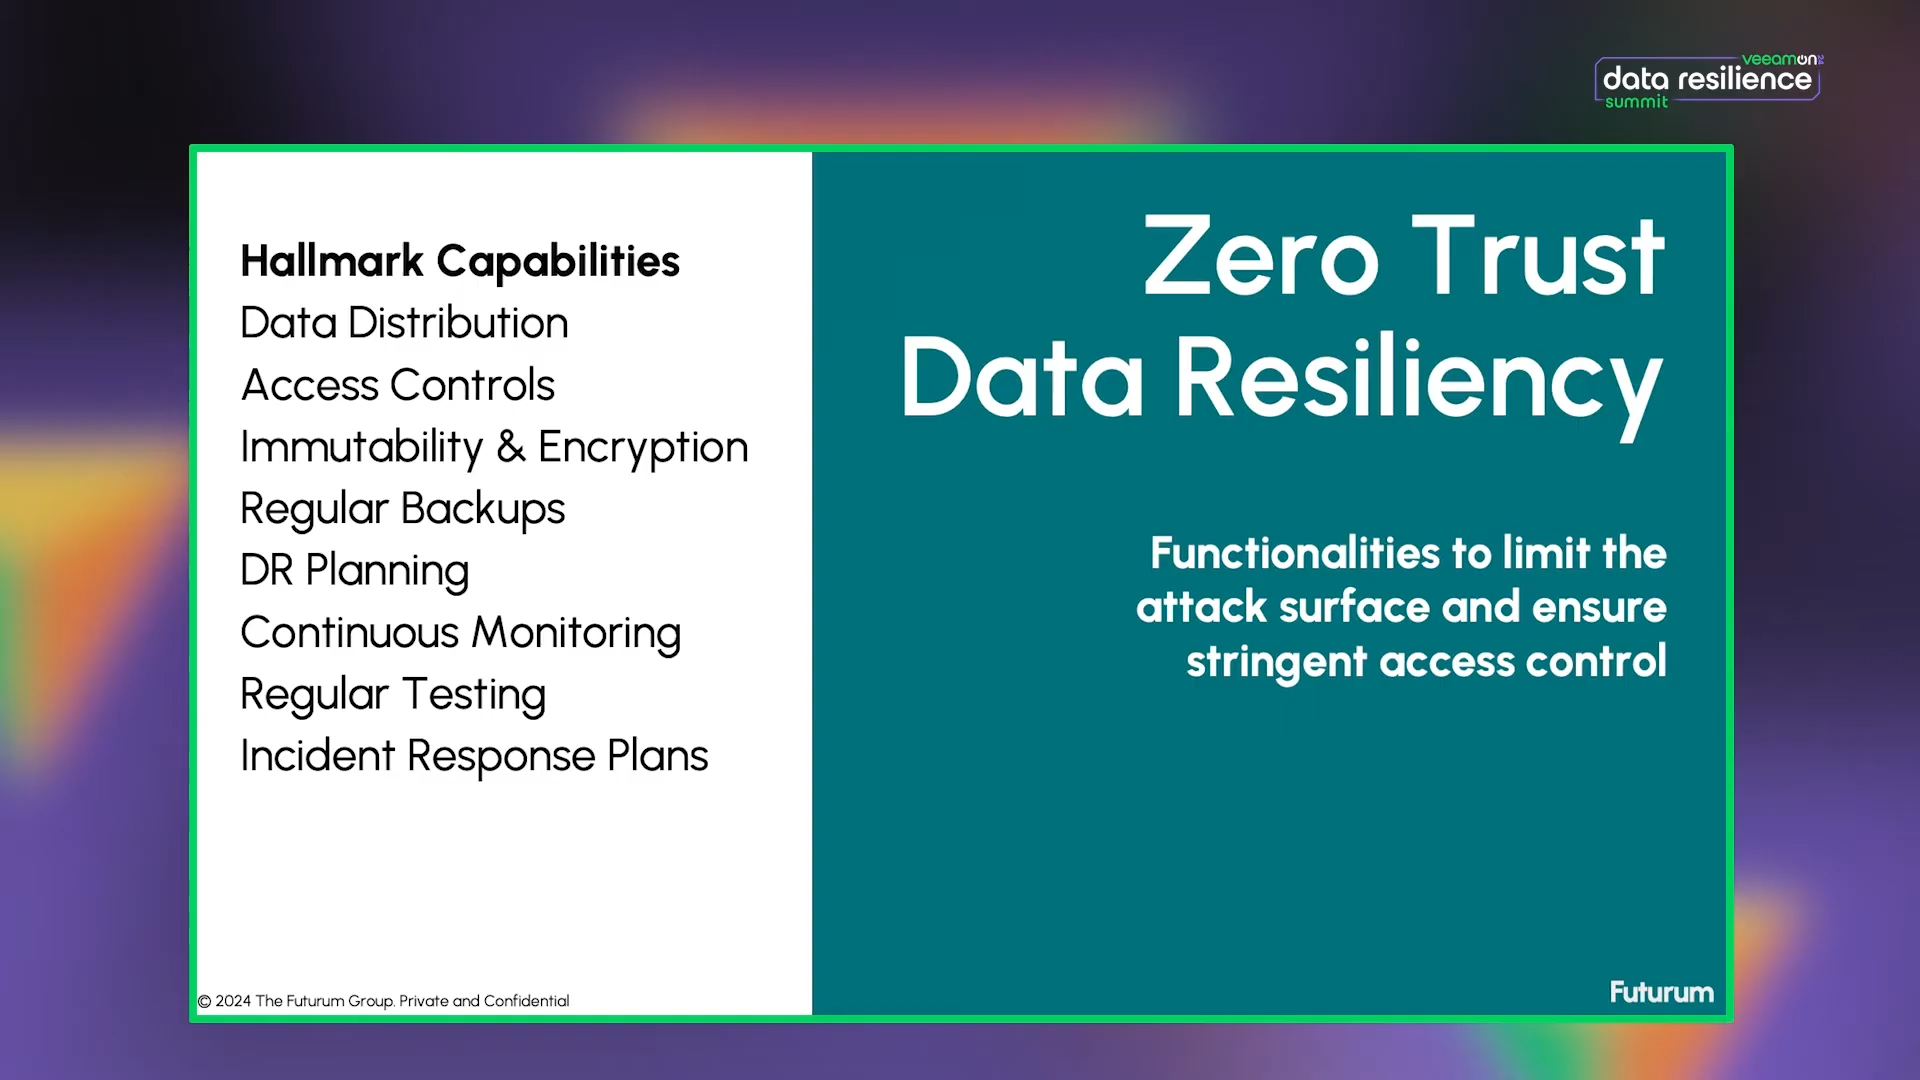 veeamON24
data resilience
summit
Hallmark Capabilities
Data Distribution
Access Controls
Immutability & Encryption
Regular Backups
DR Planning
Continuous Monitoring
Regular Testing
Incident Response Plans
© 2024 The Futurum Group. Private and Confidential
Zero Trust
Data Resiliency
Functionalities to limit the
attack surface and ensure
stringent access control
Futurum